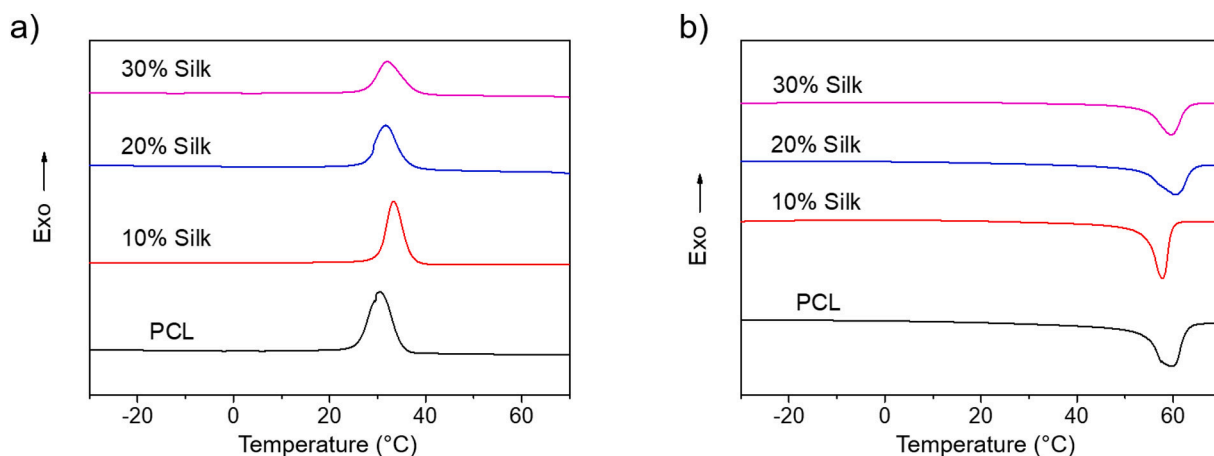 a)
30% Silk
20% Silk
10% Silk
PCL
Exo
-20 0 20 40 60
Temperature (°C)
b)
30% Silk
20% Silk
10% Silk
PCL
Exo
-20 0 20 40 60
Temperature (°C)